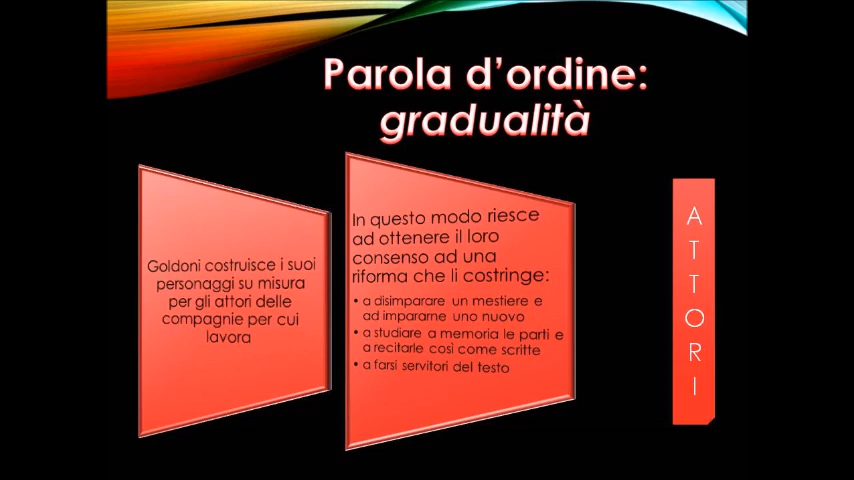 Parola d'ordine:
gradualità
Goldoni costruisce i suoi
personaggi su misura
per gli attori delle
compagnie per cui
lavora
In questo modo riesce
ad ottenere il loro
consenso ad una
riforma che li costringe:
• a disimparare un mestiere e
ad impararne uno nuovo
• a studiare a memoria le parti e
a recitarle così come scritte
• a farsi servitori del testo
ATTORI